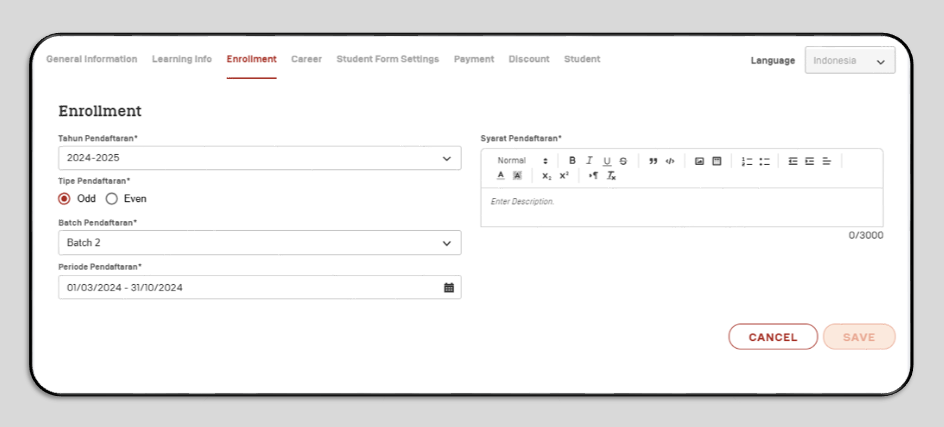 General Information Learning Info Enrollment Career Student Form Settings Payment Discount Student Language Indonesia
Enrollment
Tahun Pendaftaran*
2024-2025
Tipe Pendaftaran*
Odd Even
Batch Pendaftaran*
Batch 2
Periode Pendaftaran*
01/03/2024 - 31/10/2024
Syarat Pendaftaran*
Normal
Enter Description.
0/3000
CANCEL SAVE